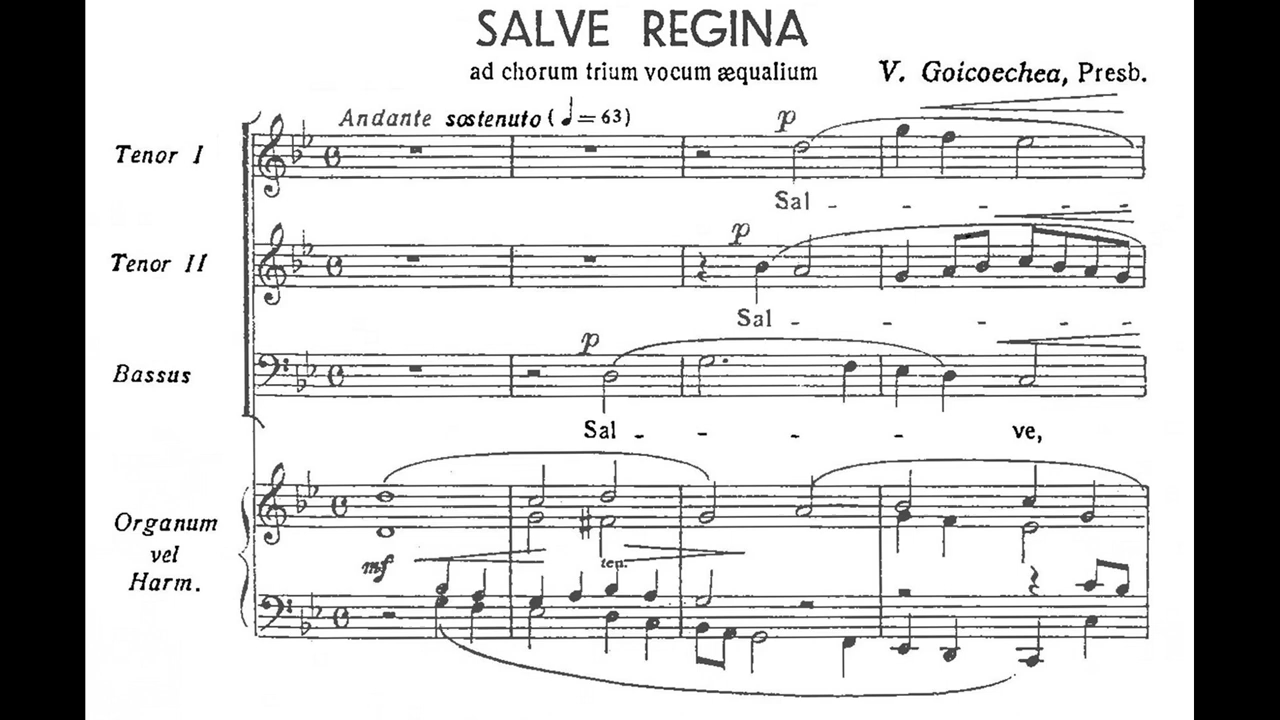 SALVE REGINA
ad chorum trium vocum æqualium
V. Goicoechea, Presb.
Andante sostenuto (♩=63)
Tenor I
p
Sal - - - -
Tenor II
p
Sal - - - -
Bassus
p
Sal - - - - ve,
Organum
vel
Harm.
mf
ten.